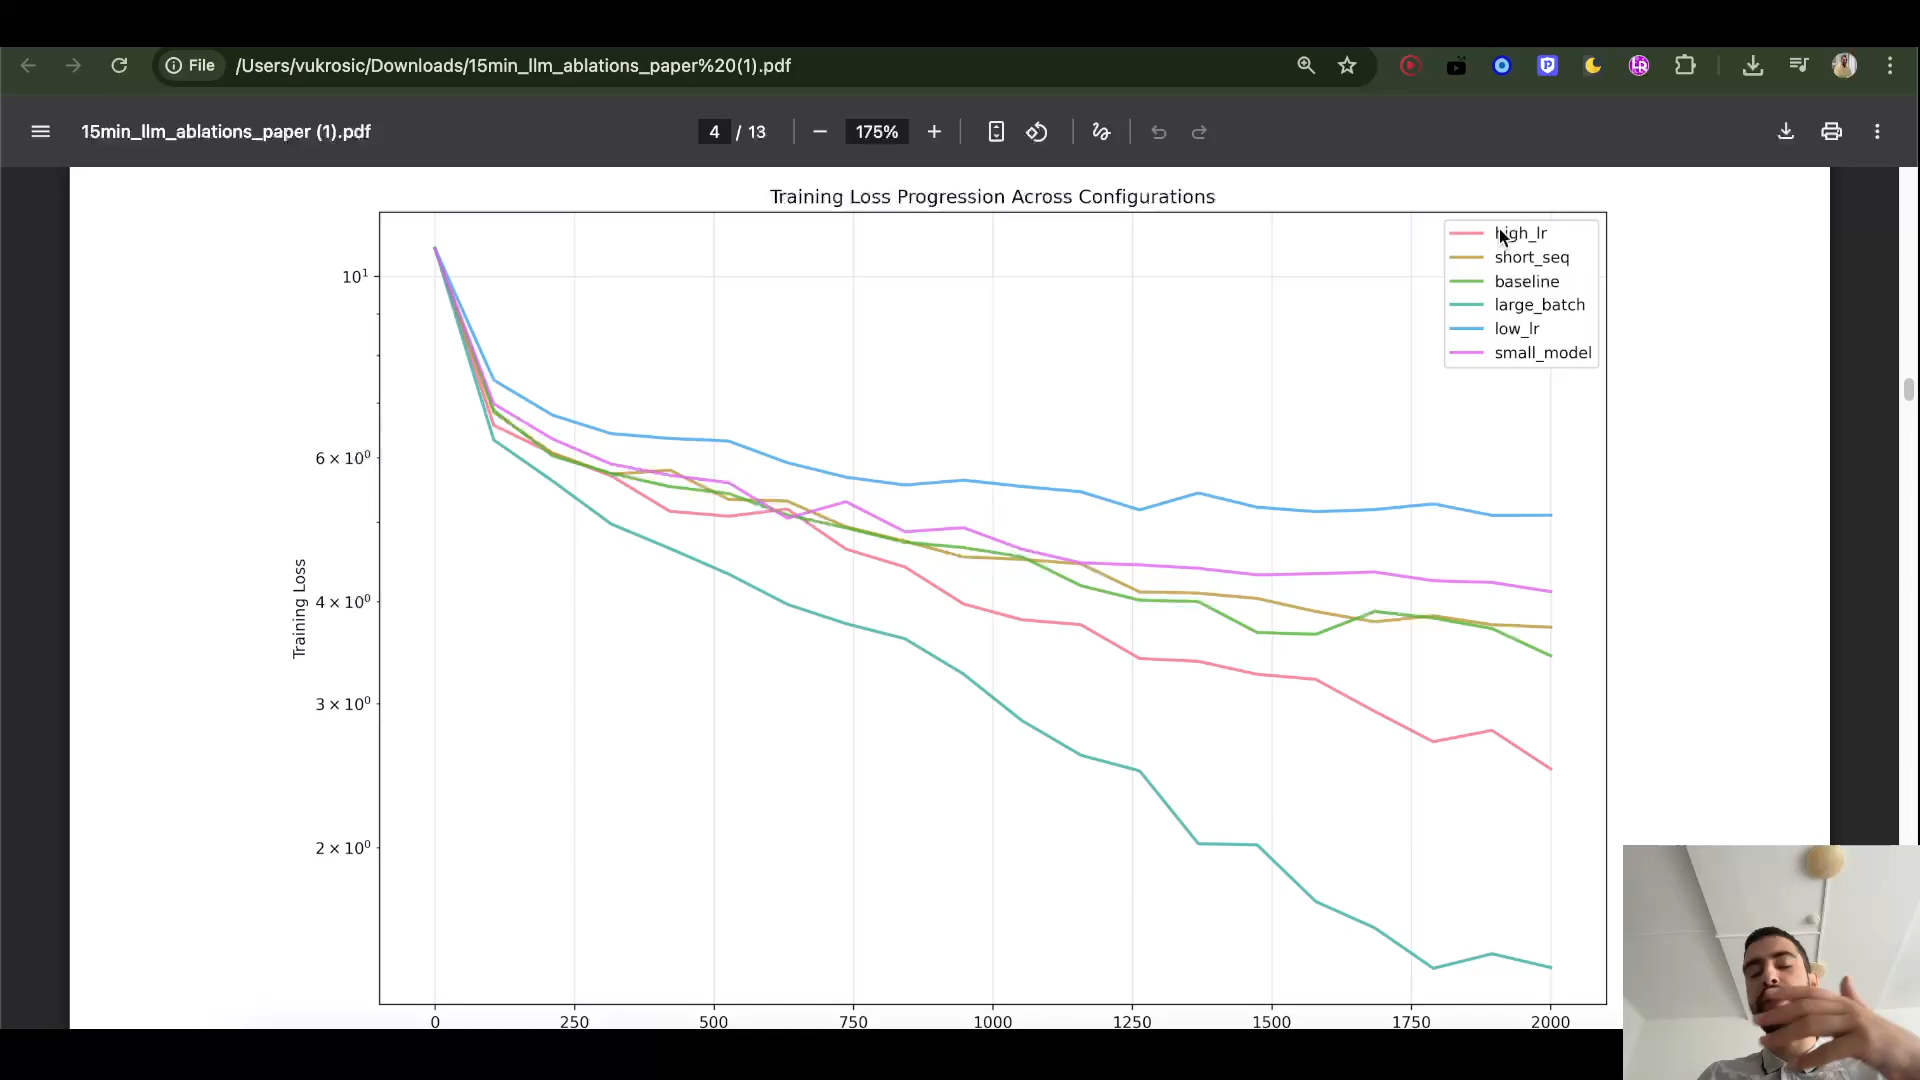 File
/Users/vukrosic/Downloads/15min_llm_ablations_paper%20(1).pdf
15min_llm_ablations_paper (1).pdf
4 / 13
175%
Training Loss Progression Across Configurations
high_lr
short_seq
baseline
large_batch
low_lr
small_model
Training Loss
10¹
6 × 10⁰
4 × 10⁰
3 × 10⁰
2 × 10⁰
0 250 500 750 1000 1250 1500 1750 2000